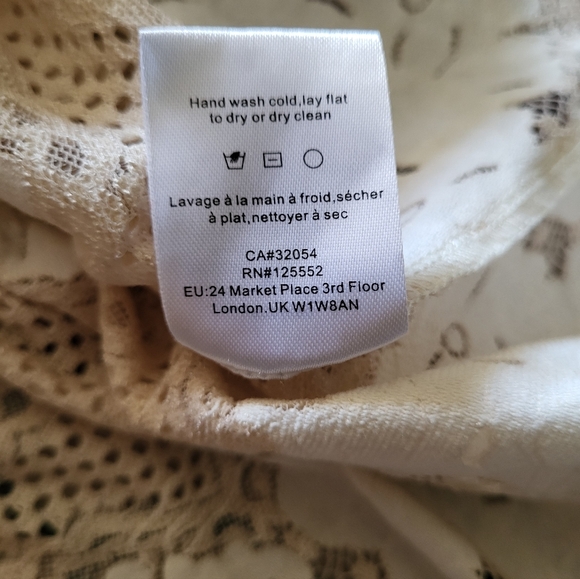 Hand wash cold,lay flat
to dry or dry clean
Lavage à la main à froid,sécher
à plat,nettoyer à sec
CA#32054
RN#125552
EU:24 Market Place 3rd Floor
London.UK W1W8AN